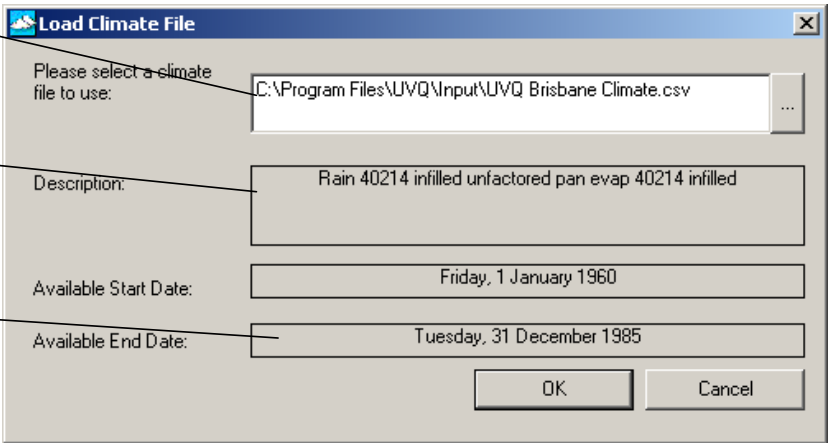 Load Climate File
Please select a climate
file to use:
C:\Program Files\UVQ\Input\UVQ Brisbane Climate.csv
...
Description:
Rain 40214 infilled unfactored pan evap 40214 infilled
Available Start Date:
Friday, 1 January 1960
Available End Date:
Tuesday, 31 December 1985
OK
Cancel